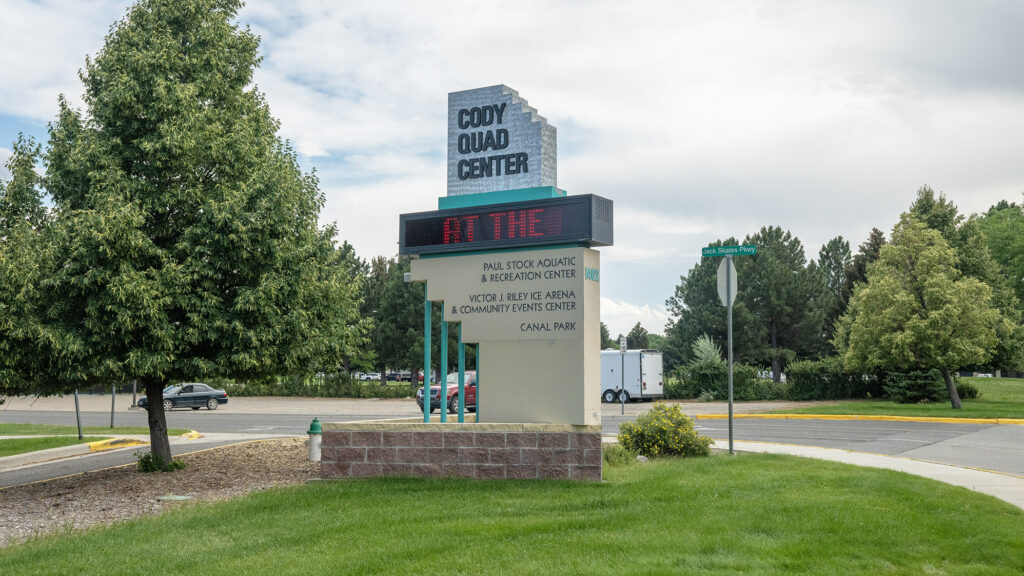 CODY
QUAD
CENTER
AT THE
PAUL STOCK AQUATIC
& RECREATION CENTER
1402
VICTOR J. RILEY ICE ARENA
& COMMUNITY EVENTS CENTER
CANAL PARK
Jack Skates Pkwy